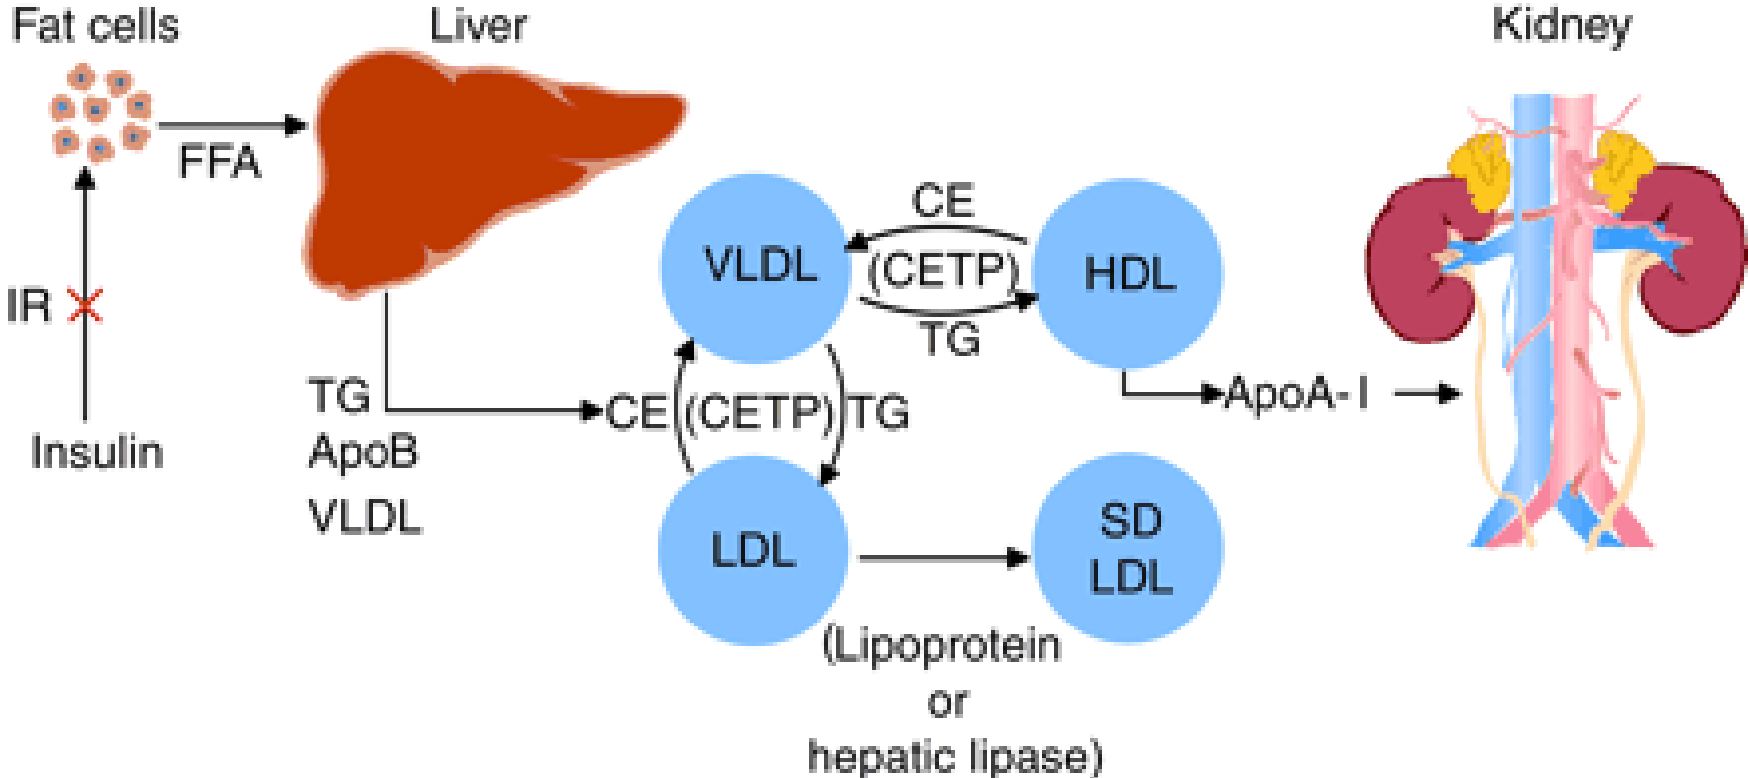 Fat cells
Liver
Kidney
FFA
IR
Insulin
TG
ApoB
VLDL
VLDL
CE
(CETP)
TG
HDL
CE (CETP) TG
ApoA-I
LDL
SD
LDL
(Lipoprotein
or
hepatic lipase)